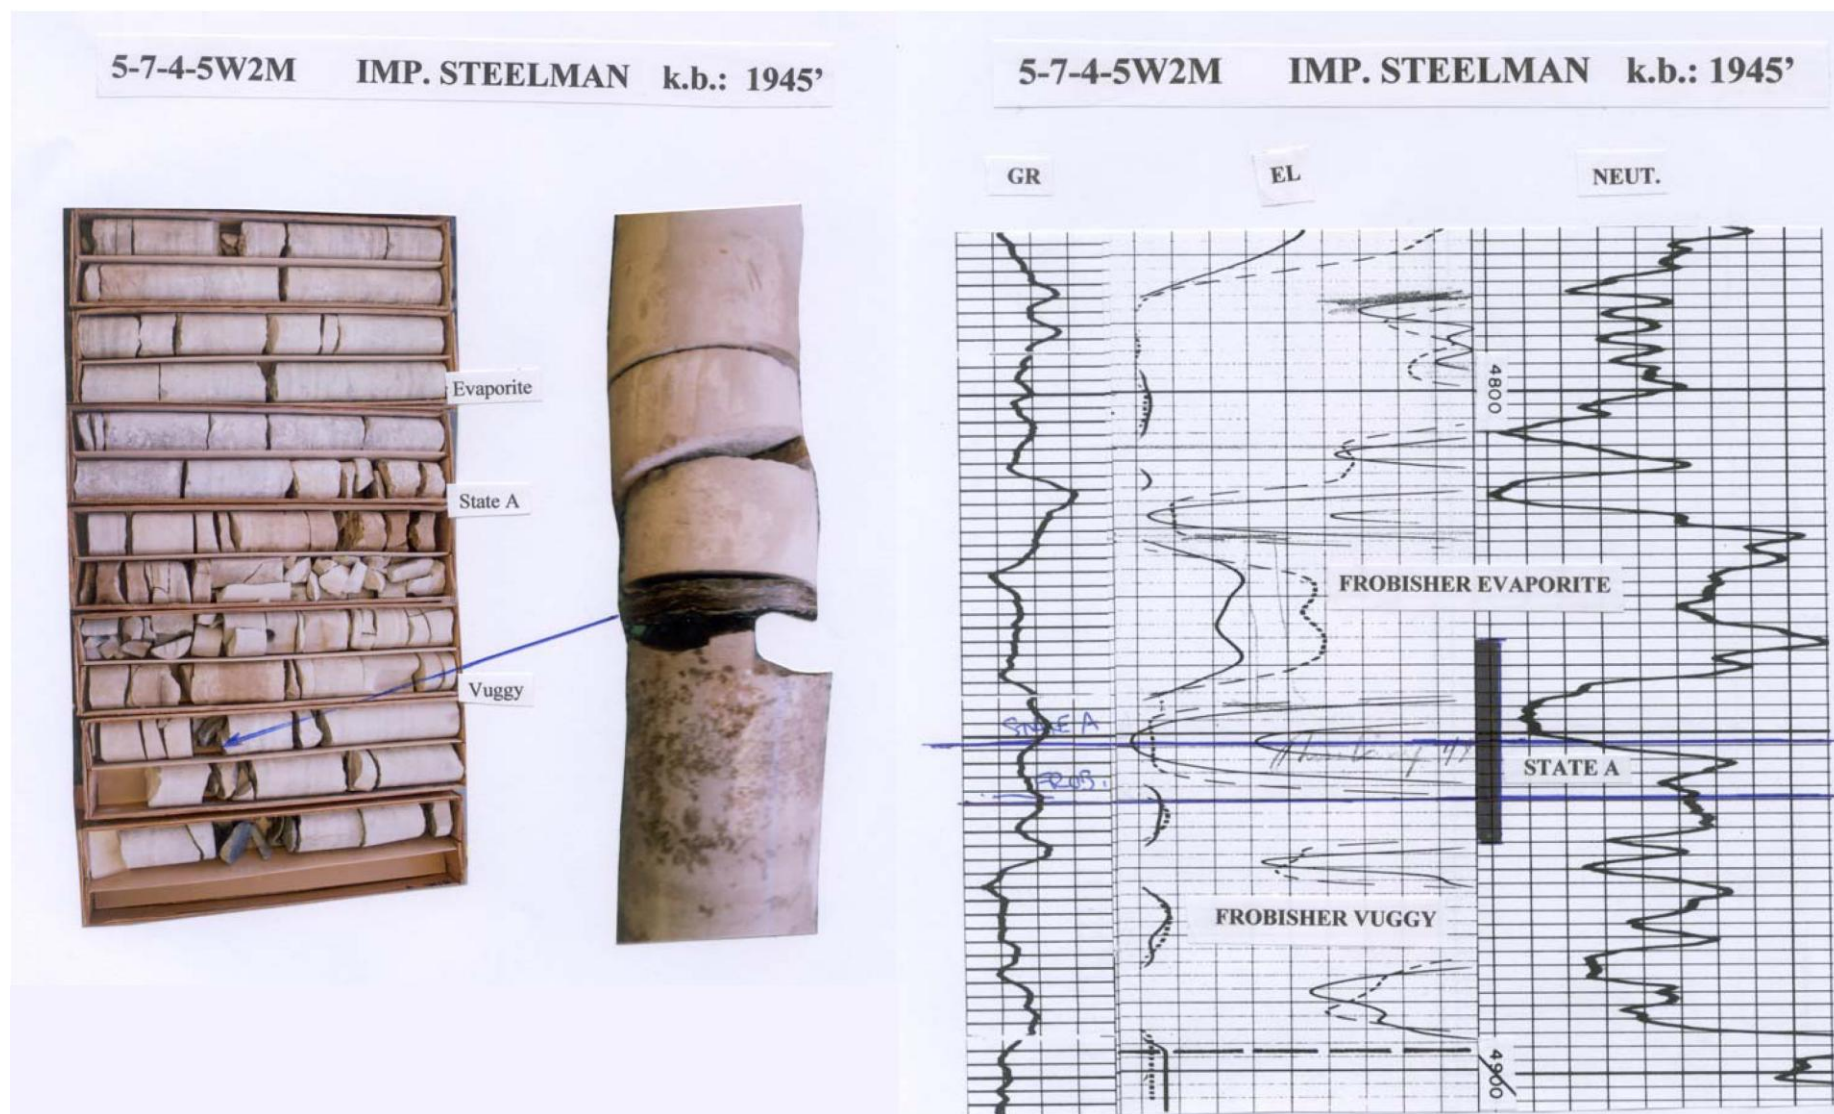 5-7-4-5W2M IMP. STEELMAN k.b.: 1945’
Evaporite
State A
Vuggy
5-7-4-5W2M IMP. STEELMAN k.b.: 1945’
GR EL NEUT.
4800
FROBISHER EVAPORITE
STATE A
STATE A
FROB.
FROBISHER VUGGY
4900